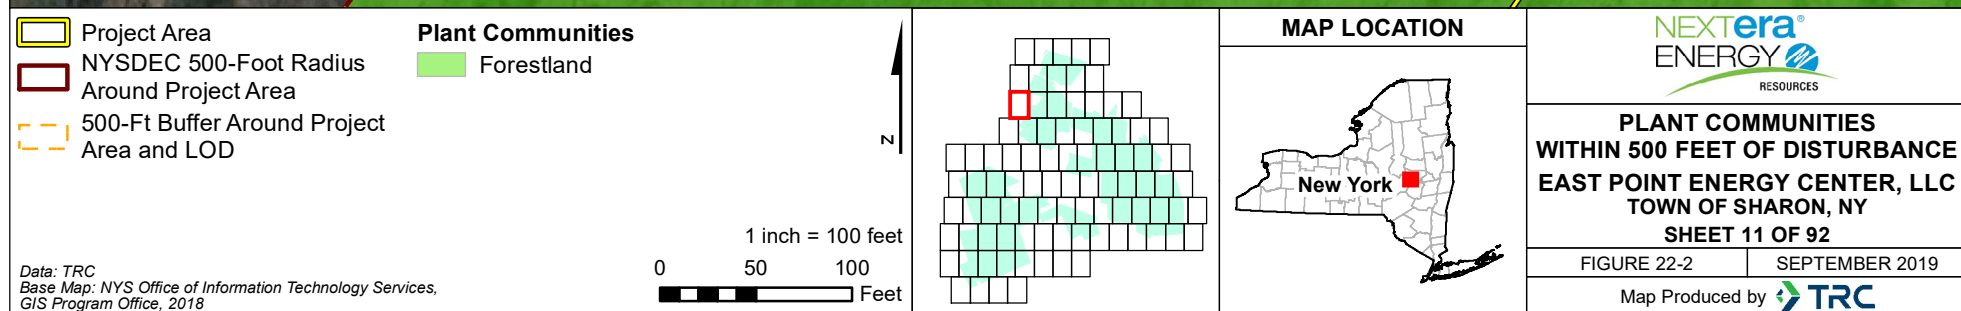 Project Area
NYSDEC 500-Foot Radius
Around Project Area
500-Ft Buffer Around Project
Area and LOD
Plant Communities
Forestland
Data: TRC
Base Map: NYS Office of Information Technology Services,
GIS Program Office, 2018
N
1 inch = 100 feet
0 50 100
Feet
MAP LOCATION
New York
NEXTera®
ENERGY
RESOURCES
PLANT COMMUNITIES
WITHIN 500 FEET OF DISTURBANCE
EAST POINT ENERGY CENTER, LLC
TOWN OF SHARON, NY
SHEET 11 OF 92
FIGURE 22-2
SEPTEMBER 2019
Map Produced by TRC